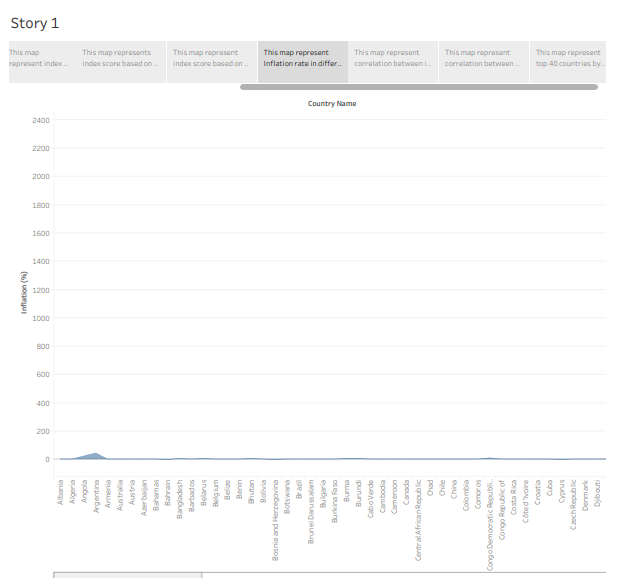 Story 1
This map
represent index ...
This map represents
index score based on ...
This map represent
index score based on ..
This map represent
Inflation rate in differ..
This map represent
correlation between i..
This map represent
correlation between ..
This map represent
top 40 countries by..
Country Name
Inflation (%)
2400
2200
2000
1800
1600
1400
1200
1000
800
600
400
200
0
Albania
Algeria
Angola
Argentina
Armenia
Australia
Austria
Azerbaijan
Bahamas
Bahrain
Bangladesh
Barbados
Belarus
Belgium
Belize
Benin
Bhutan
Bolivia
Bosnia and Herzegovina
Botswana
Brazil
Brunei Darussalam
Bulgaria
Burkina Faso
Burma
Burundi
Cabo Verde
Cambodia
Cameroon
Canada
Central African Republic
Chad
Chile
China
Colombia
Comoros
Congo Democratic Republi..
Congo Republic of
Costa Rica
Côte d'Ivoire
Croatia
Cuba
Cyprus
Czech Republic
Denmark
Djibouti